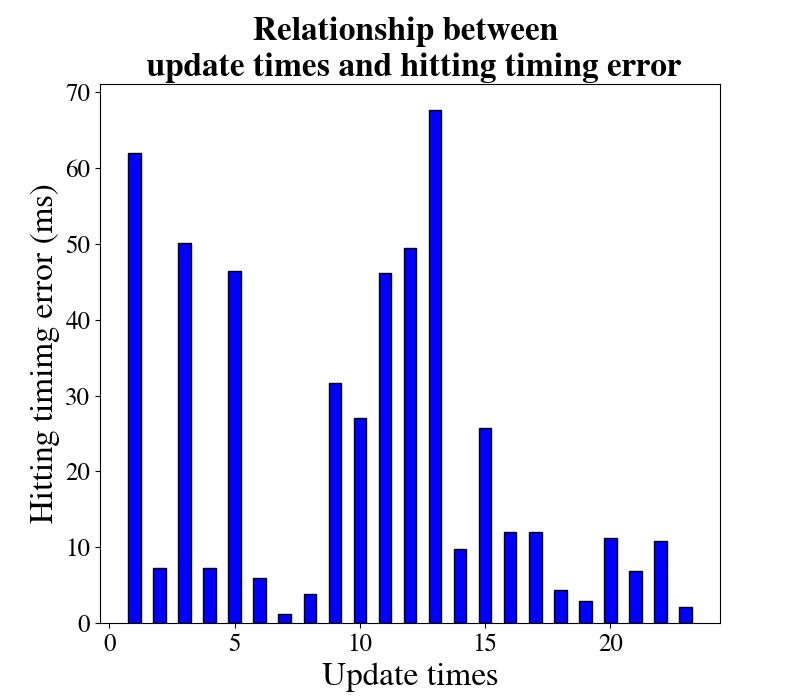 Relationship between
update times and hitting timing error
Hitting timimg error (ms)
70
60
50
40
30
20
10
0
0 5 10 15 20
Update times